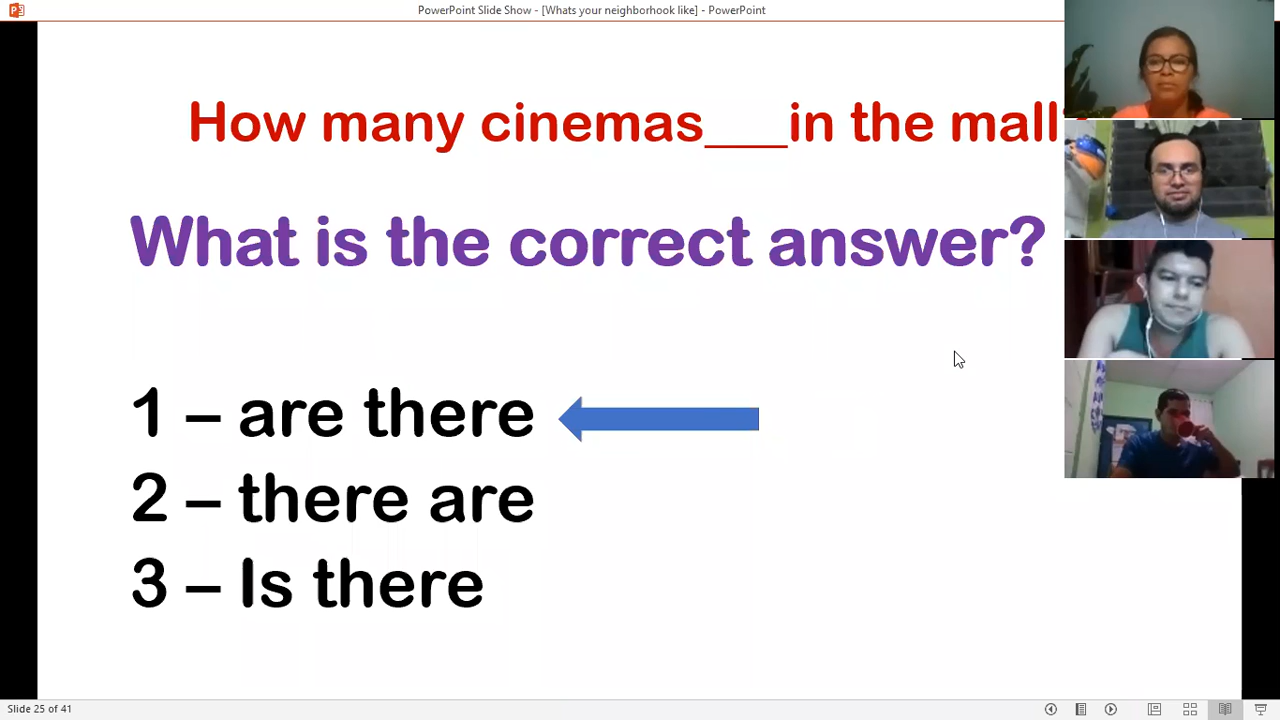 PowerPoint Slide Show - [Whats your neighborhook like] - PowerPoint
How many cinemas___in the mall
What is the correct answer?
1 – are there
2 – there are
3 – Is there
Slide 25 of 41